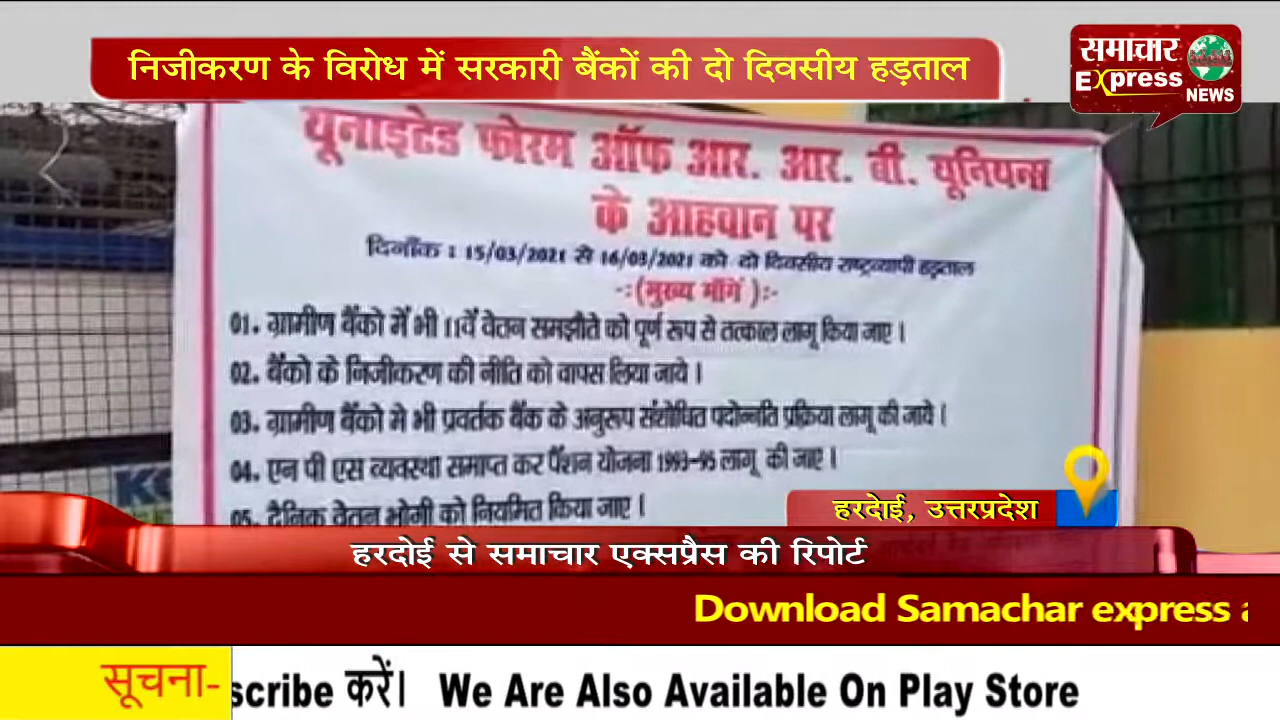 निजीकरण के विरोध में सरकारी बैंकों की दो दिवसीय हड़ताल
समाचार
Express
NEWS
यूनाइटेड फोरम ऑफ आर. आर. बी. यूनियनस
के आहवान पर
दिनाँक : 15/03/2021 से 16/03/2021 को दो दिवसीय राष्ट्रव्यापी हड़ताल
-:(मुख्य माँगें):-
01. ग्रामीण बैंको में भी 11वें वेतन समझौते को पूर्ण रूप से तत्काल लागू किया जाए।
02. बैंको के निजीकरण की नीति को वापस लिया जाये।
03. ग्रामीण बैंको मे भी प्रवर्तक बैंक के अनुरूप संशोधित पदोन्नति प्रक्रिया लागू की जाये।
04. एन पी एस व्यवस्था समाप्त कर पेंशन योजना 1993-95 लागू की जाए।
05. दैनिक वेतन भोगी को नियमित किया जाए।
हरदोई, उत्तरप्रदेश
हरदोई से समाचार एक्सप्रैस की रिपोर्ट
Download Samachar express a
सूचना- scribe करें। We Are Also Available On Play Store